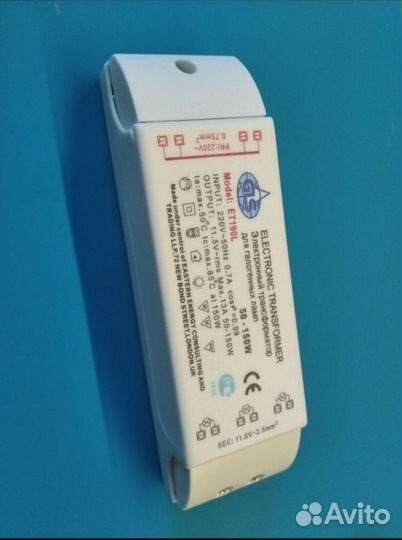 PRI:220V~
0.75mm²
GLS
ELECTRONIC TRANSFORMER
Электронный трансформатор
для галогенных ламп
50 - 150W
Model: ET190L
INPUT: 220V~50Hz 0.7A cosφ=0.99
OUTPUT: 11.5V~rms Max.13A 50-150W
ta:max.50°C tc:max.85°C at 150W
Made under control of EASTERN ENERGY CONSULTING AND
TRADING LLP,72 NEW BOND STREET,LONDON,UK
CE
SEC: 11.5V~2.5mm²
Avito